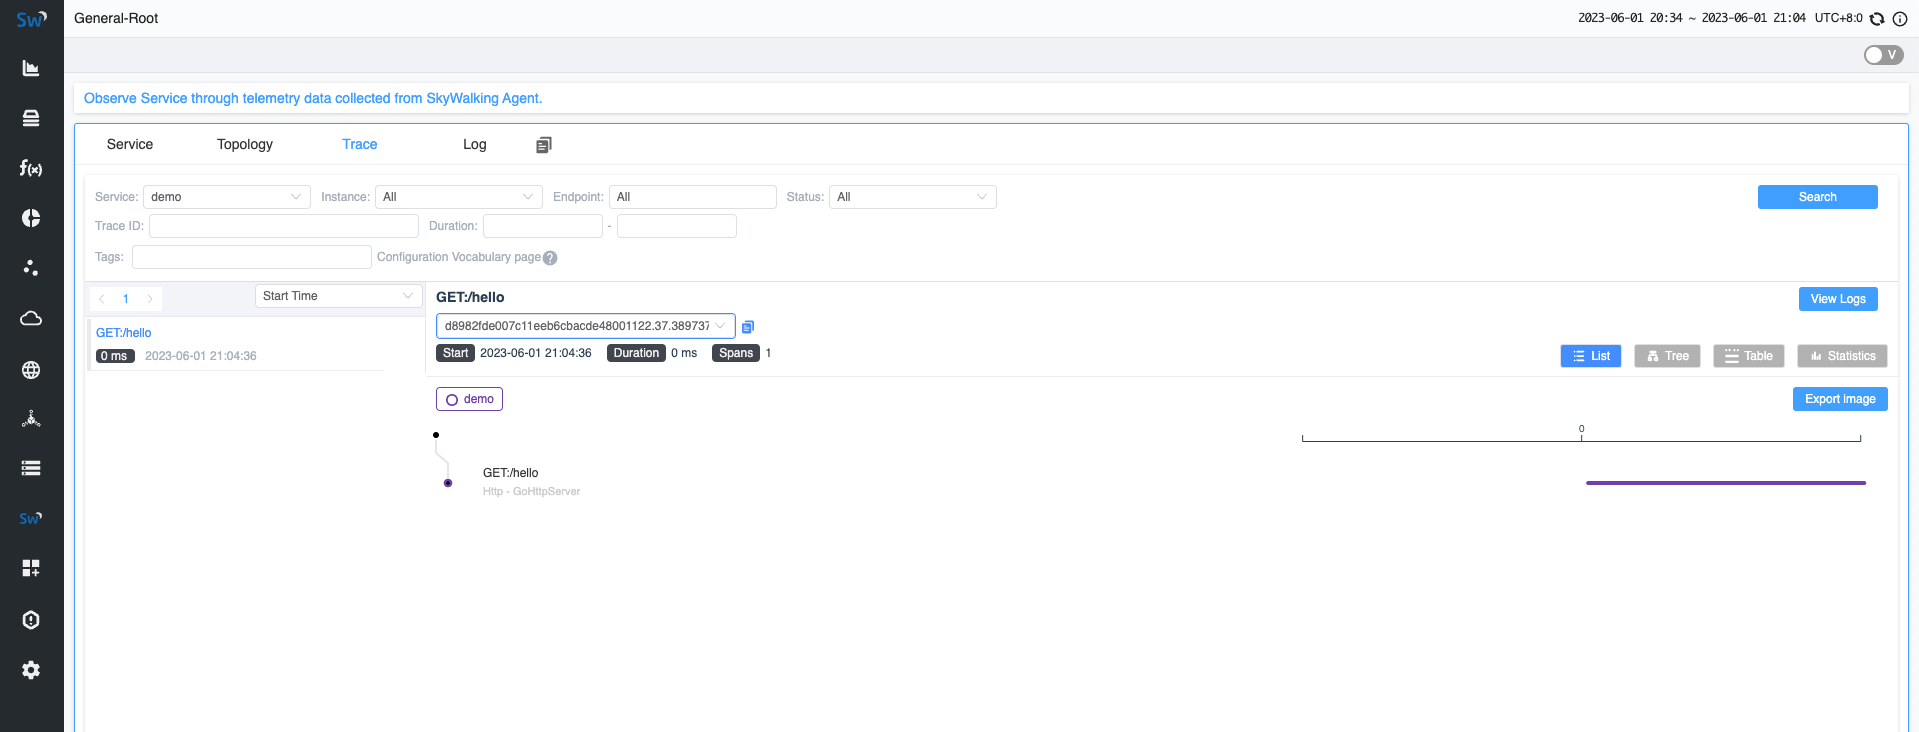 Sw
General-Root
2023-06-01 20:34 ~ 2023-06-01 21:04 UTC+8:0
V
Observe Service through telemetry data collected from SkyWalking Agent.
Service Topology Trace Log
Service: demo Instance: All Endpoint: All Status: All Search
Trace ID: Duration: -
Tags: Configuration Vocabulary page ?
1 Start Time
GET:/hello
0 ms 2023-06-01 21:04:36
GET:/hello View Logs
d8982fde007c11eeb6cbacde48001122.37.389737
Start 2023-06-01 21:04:36 Duration 0 ms Spans 1
List Tree Table Statistics
demo Export image
0
GET:/hello
Http - GoHttpServer
f(x)
Sw